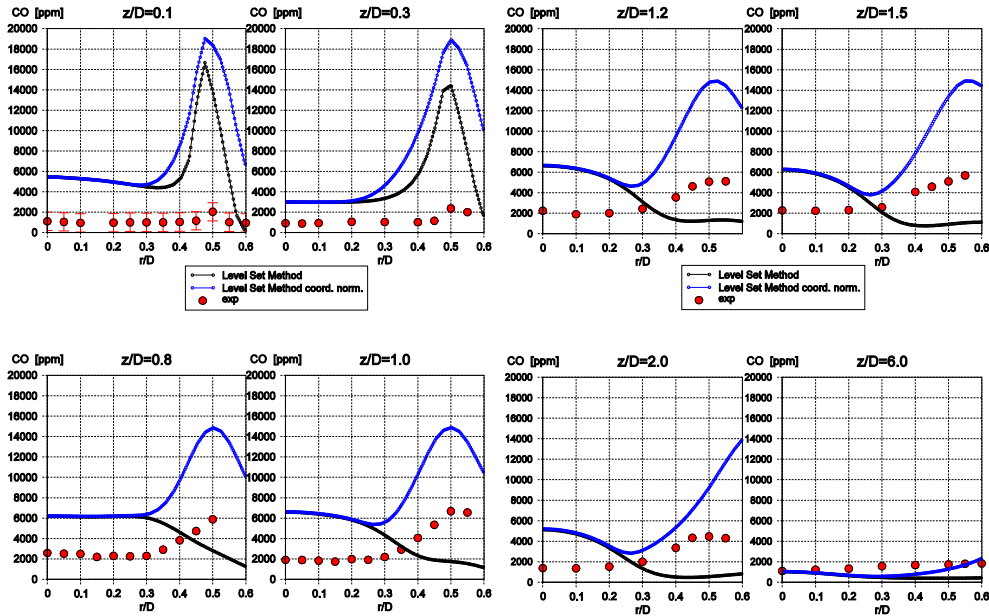 CO [ppm] z/D=0.1
20000
18000
16000
14000
12000
10000
8000
6000
4000
2000
0
0 0.1 0.2 0.3 0.4 0.5 0.6
r/D
CO [ppm] z/D=0.3
20000
18000
16000
14000
12000
10000
8000
6000
4000
2000
0
0 0.1 0.2 0.3 0.4 0.5 0.6
r/D
Level Set Method
Level Set Method coord. norm.
exp
CO [ppm] z/D=1.2
20000
18000
16000
14000
12000
10000
8000
6000
4000
2000
0
0 0.1 0.2 0.3 0.4 0.5 0.6
r/D
CO [ppm] z/D=1.5
20000
18000
16000
14000
12000
10000
8000
6000
4000
2000
0
0 0.1 0.2 0.3 0.4 0.5 0.6
r/D
Level Set Method
Level Set Method coord. norm.
exp
CO [ppm] z/D=0.8
20000
18000
16000
14000
12000
10000
8000
6000
4000
2000
0
0 0.1 0.2 0.3 0.4 0.5 0.6
r/D
CO [ppm] z/D=1.0
20000
18000
16000
14000
12000
10000
8000
6000
4000
2000
0
0 0.1 0.2 0.3 0.4 0.5 0.6
r/D
CO [ppm] z/D=2.0
20000
18000
16000
14000
12000
10000
8000
6000
4000
2000
0
0 0.1 0.2 0.3 0.4 0.5 0.6
r/D
CO [ppm] z/D=6.0
20000
18000
16000
14000
12000
10000
8000
6000
4000
2000
0
0 0.1 0.2 0.3 0.4 0.5 0.6
r/D